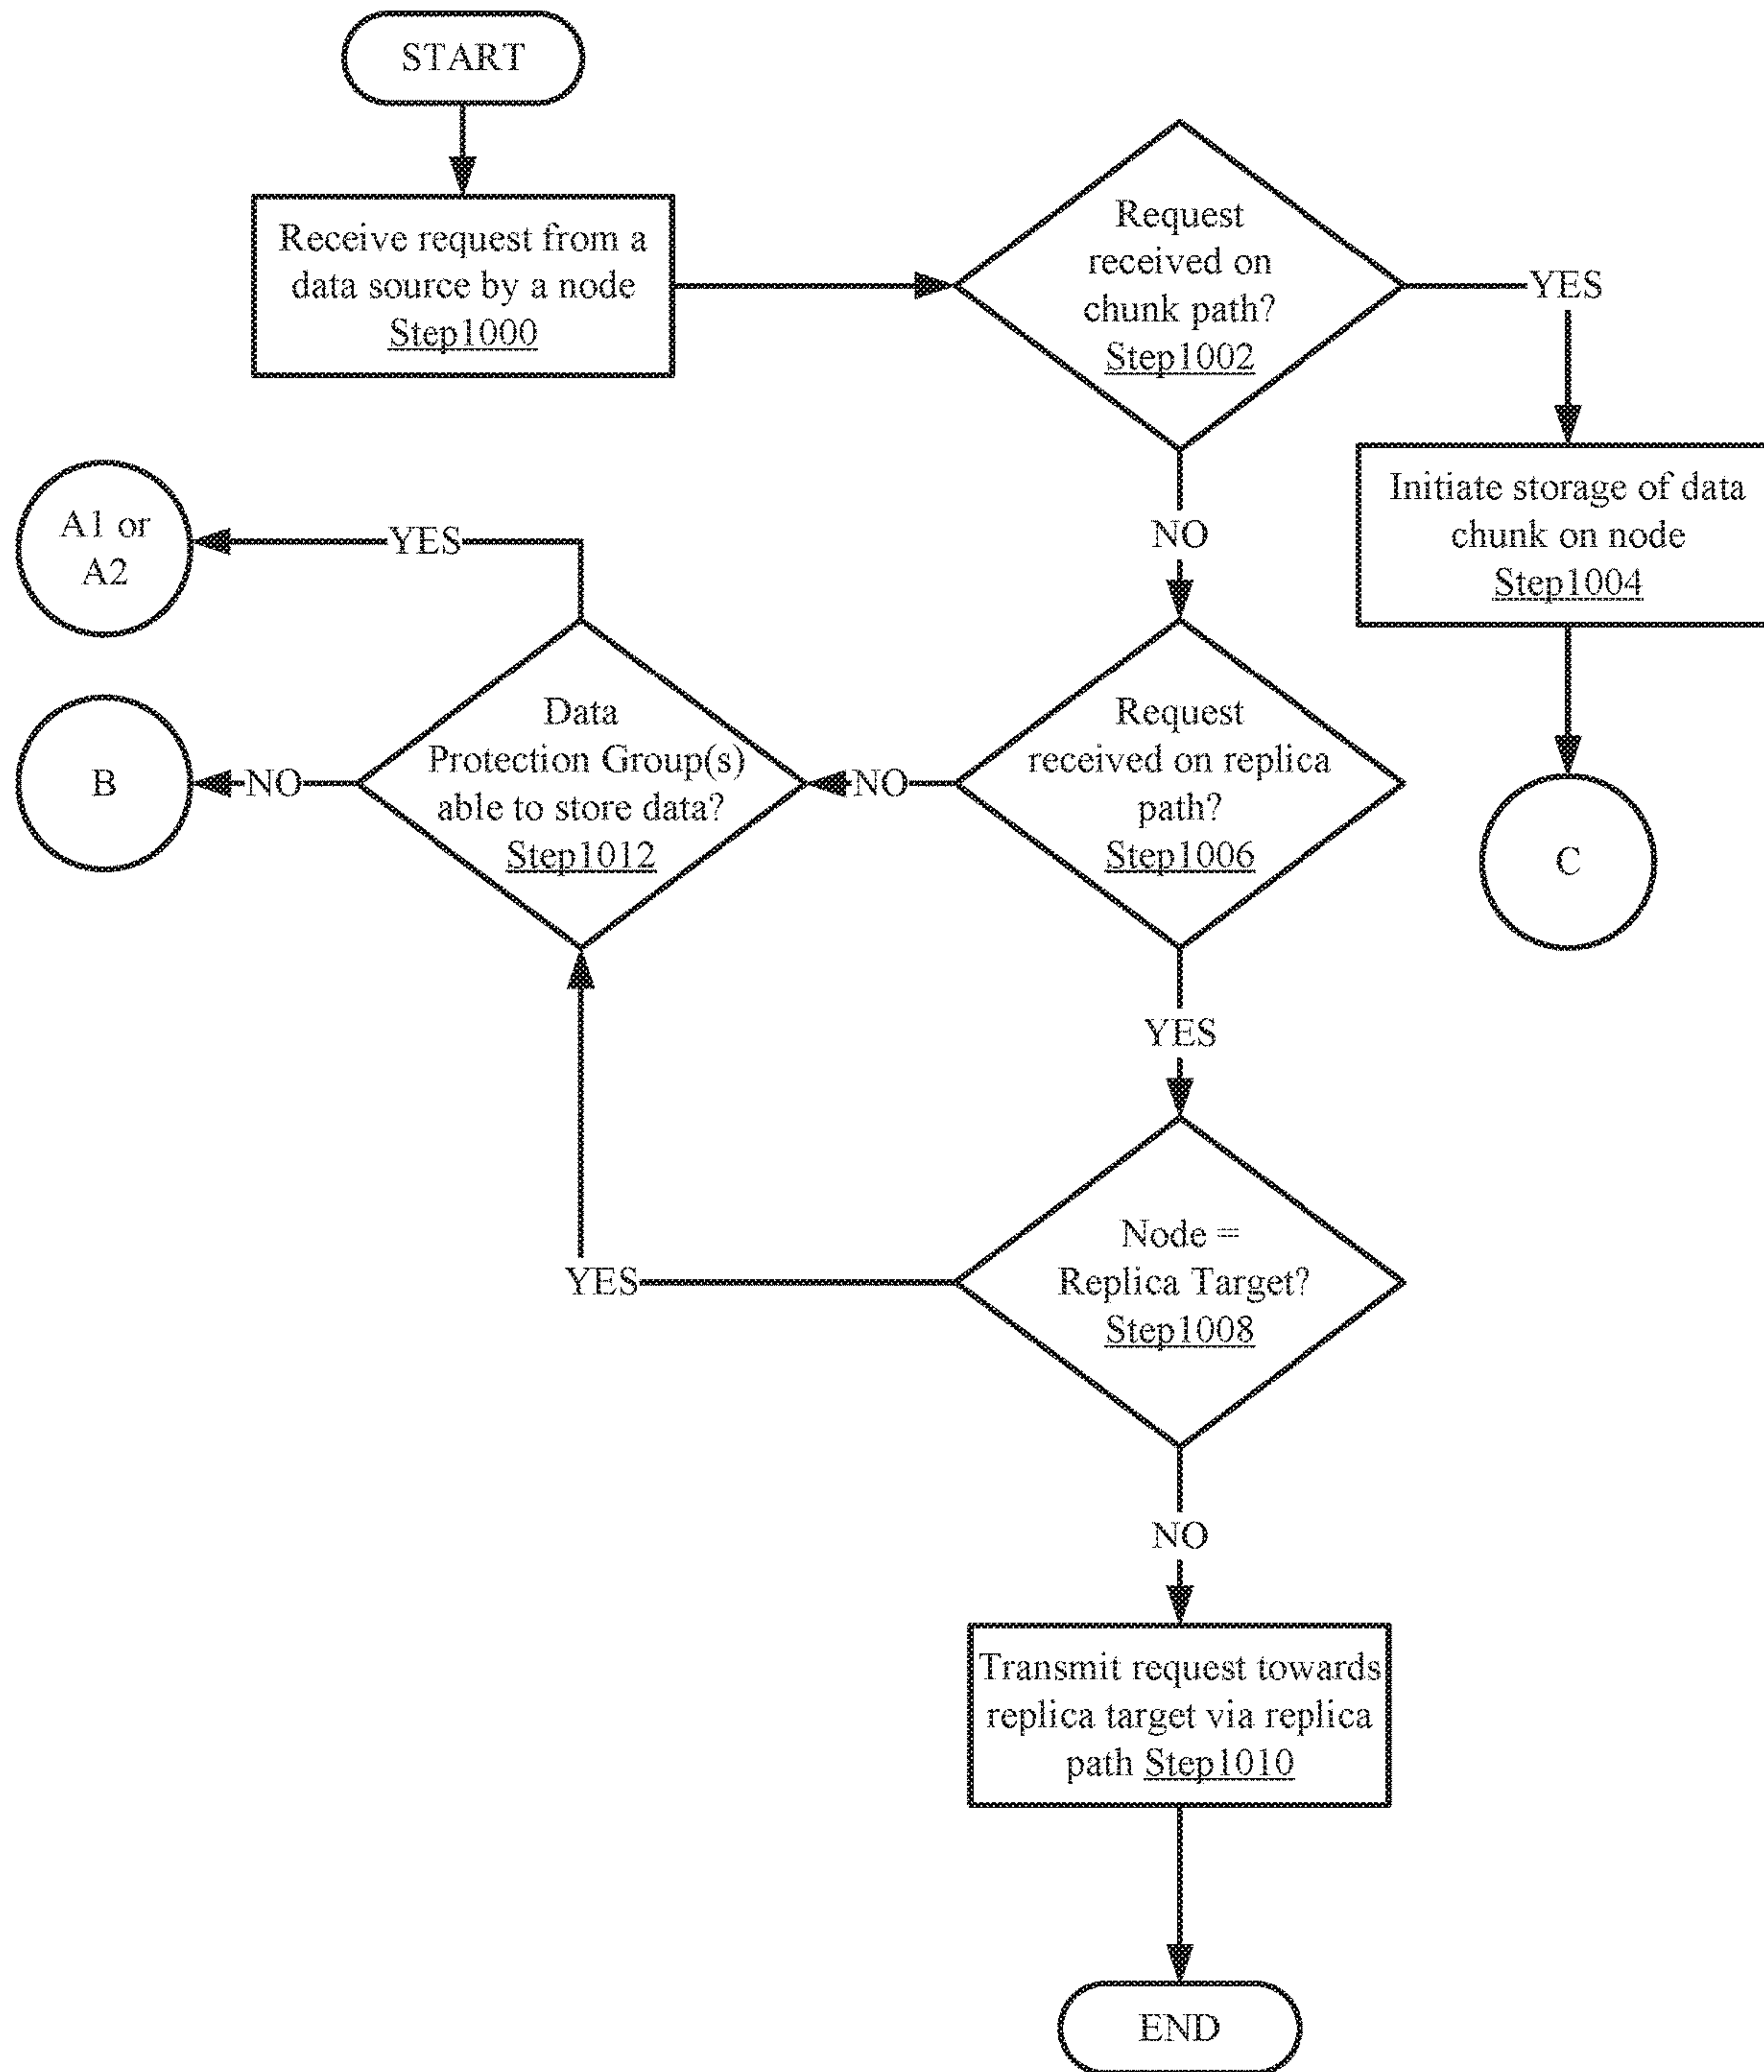 START
Receive request from a
data source by a node
Step1000
Request
received on
chunk path?
Step1002
YES
Initiate storage of data
chunk on node
Step1004
C
NO
Request
received on replica
path?
Step1006
NO
Data
Protection Group(s)
able to store data?
Step1012
YES
A1 or
A2
NO
B
YES
Node =
Replica Target?
Step1008
YES
NO
Transmit request towards
replica target via replica
path Step1010
END